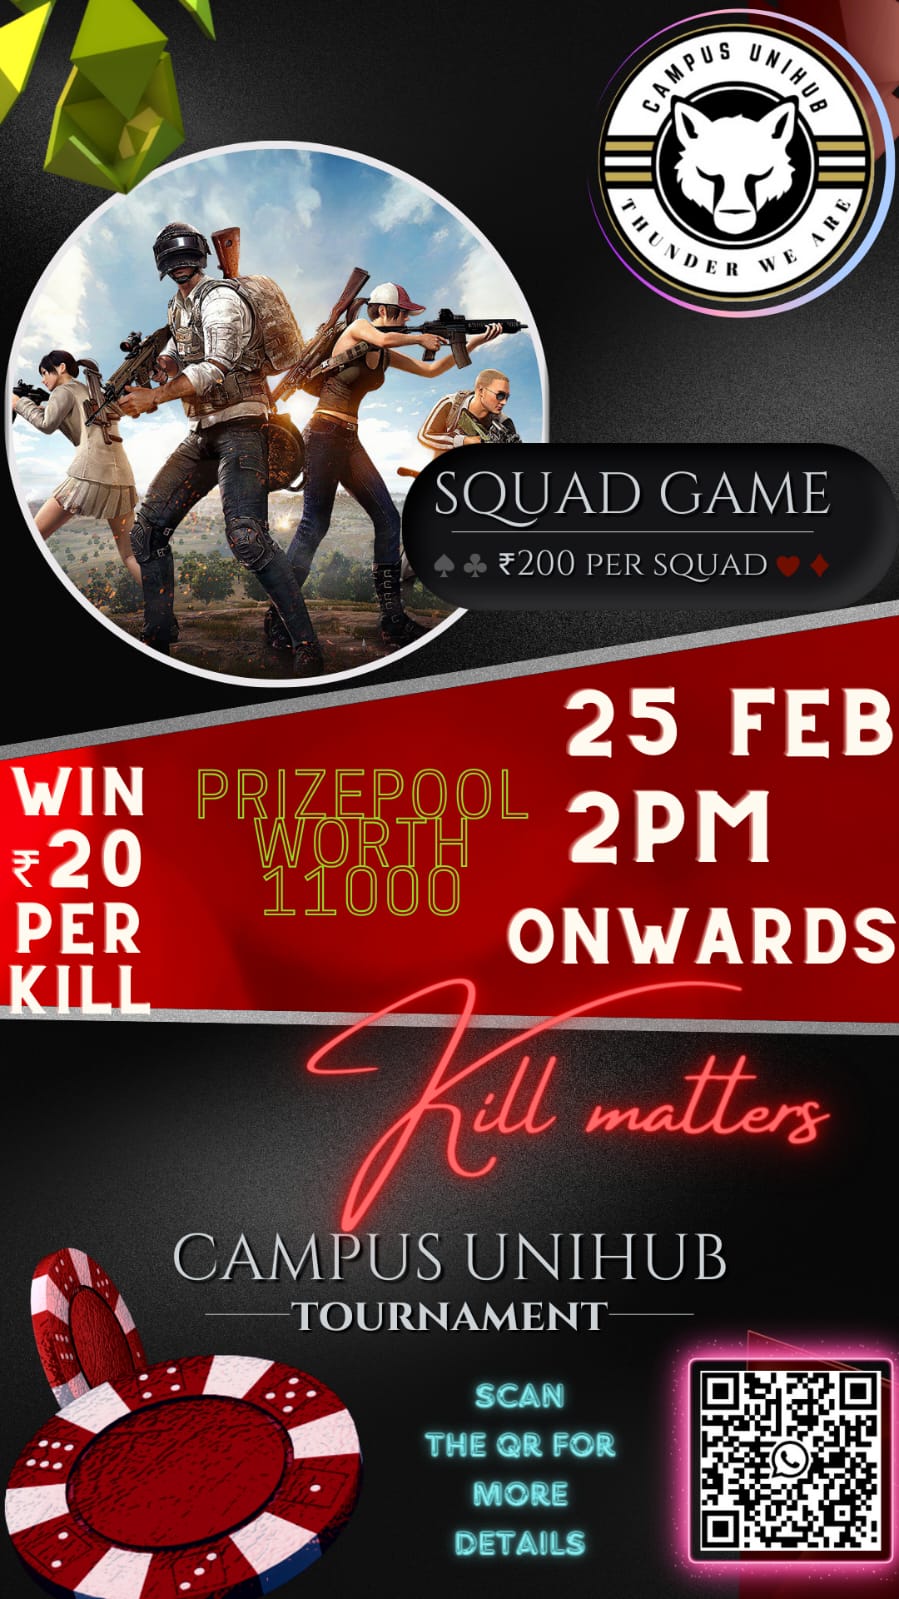 CAMPUS UNIHUB
THUNDER WE ARE
SQUAD GAME
₹200 PER SQUAD
25 FEB
2PM
ONWARDS
WIN
₹20
PER
KILL
PRIZEPOOL
WORTH
11000
Kill matters
CAMPUS UNIHUB
TOURNAMENT
SCAN
THE QR FOR
MORE
DETAILS